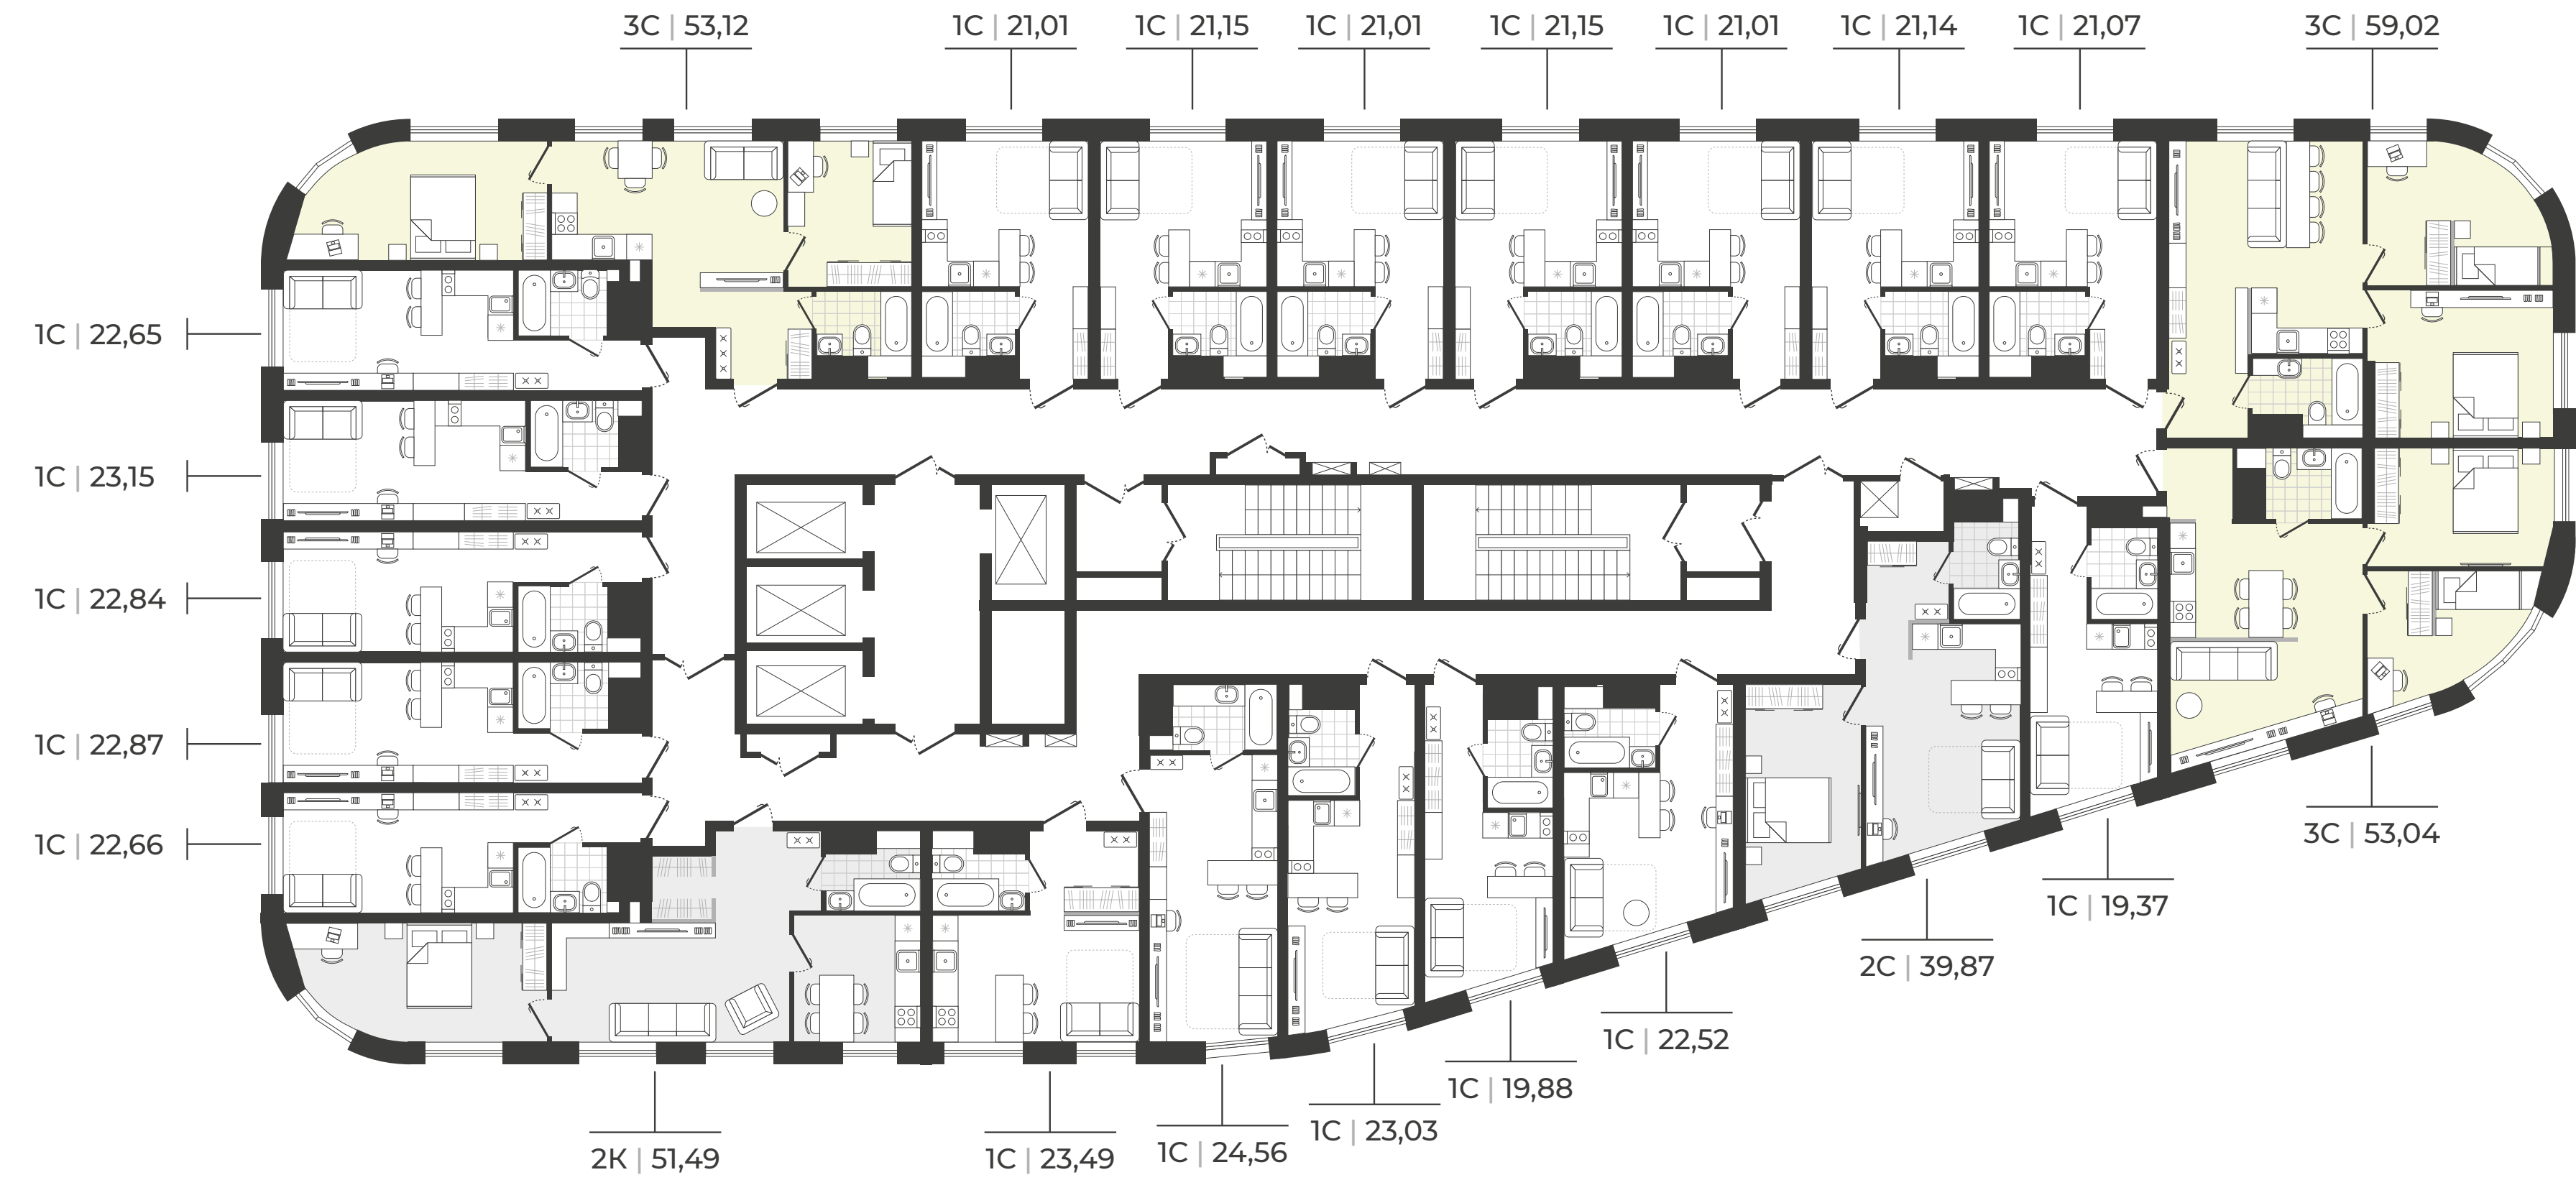 3С | 53,12
1С | 21,01
1С | 21,15
1С | 21,01
1С | 21,15
1С | 21,01
1С | 21,14
1С | 21,07
3С | 59,02
1С | 22,65
1С | 23,15
1С | 22,84
1С | 22,87
1С | 22,66
3С | 53,04
1С | 19,37
2С | 39,87
1С | 22,52
1С | 19,88
1С | 23,03
1С | 24,56
1С | 23,49
2К | 51,49